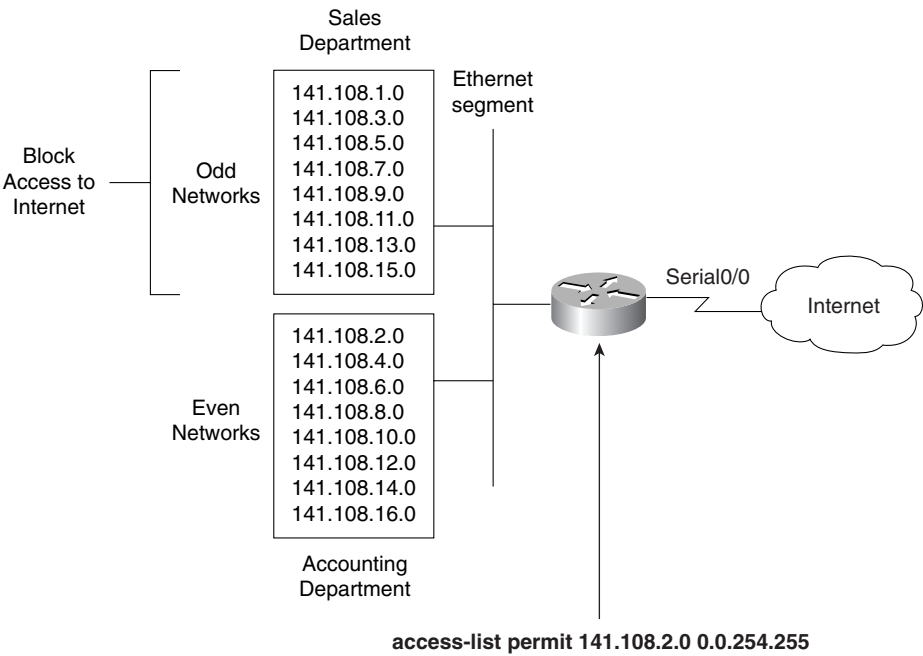 Sales
Department
Ethernet
segment
141.108.1.0
141.108.3.0
141.108.5.0
141.108.7.0
141.108.9.0
141.108.11.0
141.108.13.0
141.108.15.0
Block
Access to
Internet
Odd
Networks
Serial0/0
Internet
141.108.2.0
141.108.4.0
141.108.6.0
141.108.8.0
141.108.10.0
141.108.12.0
141.108.14.0
141.108.16.0
Even
Networks
Accounting
Department
access-list permit 141.108.2.0 0.0.254.255